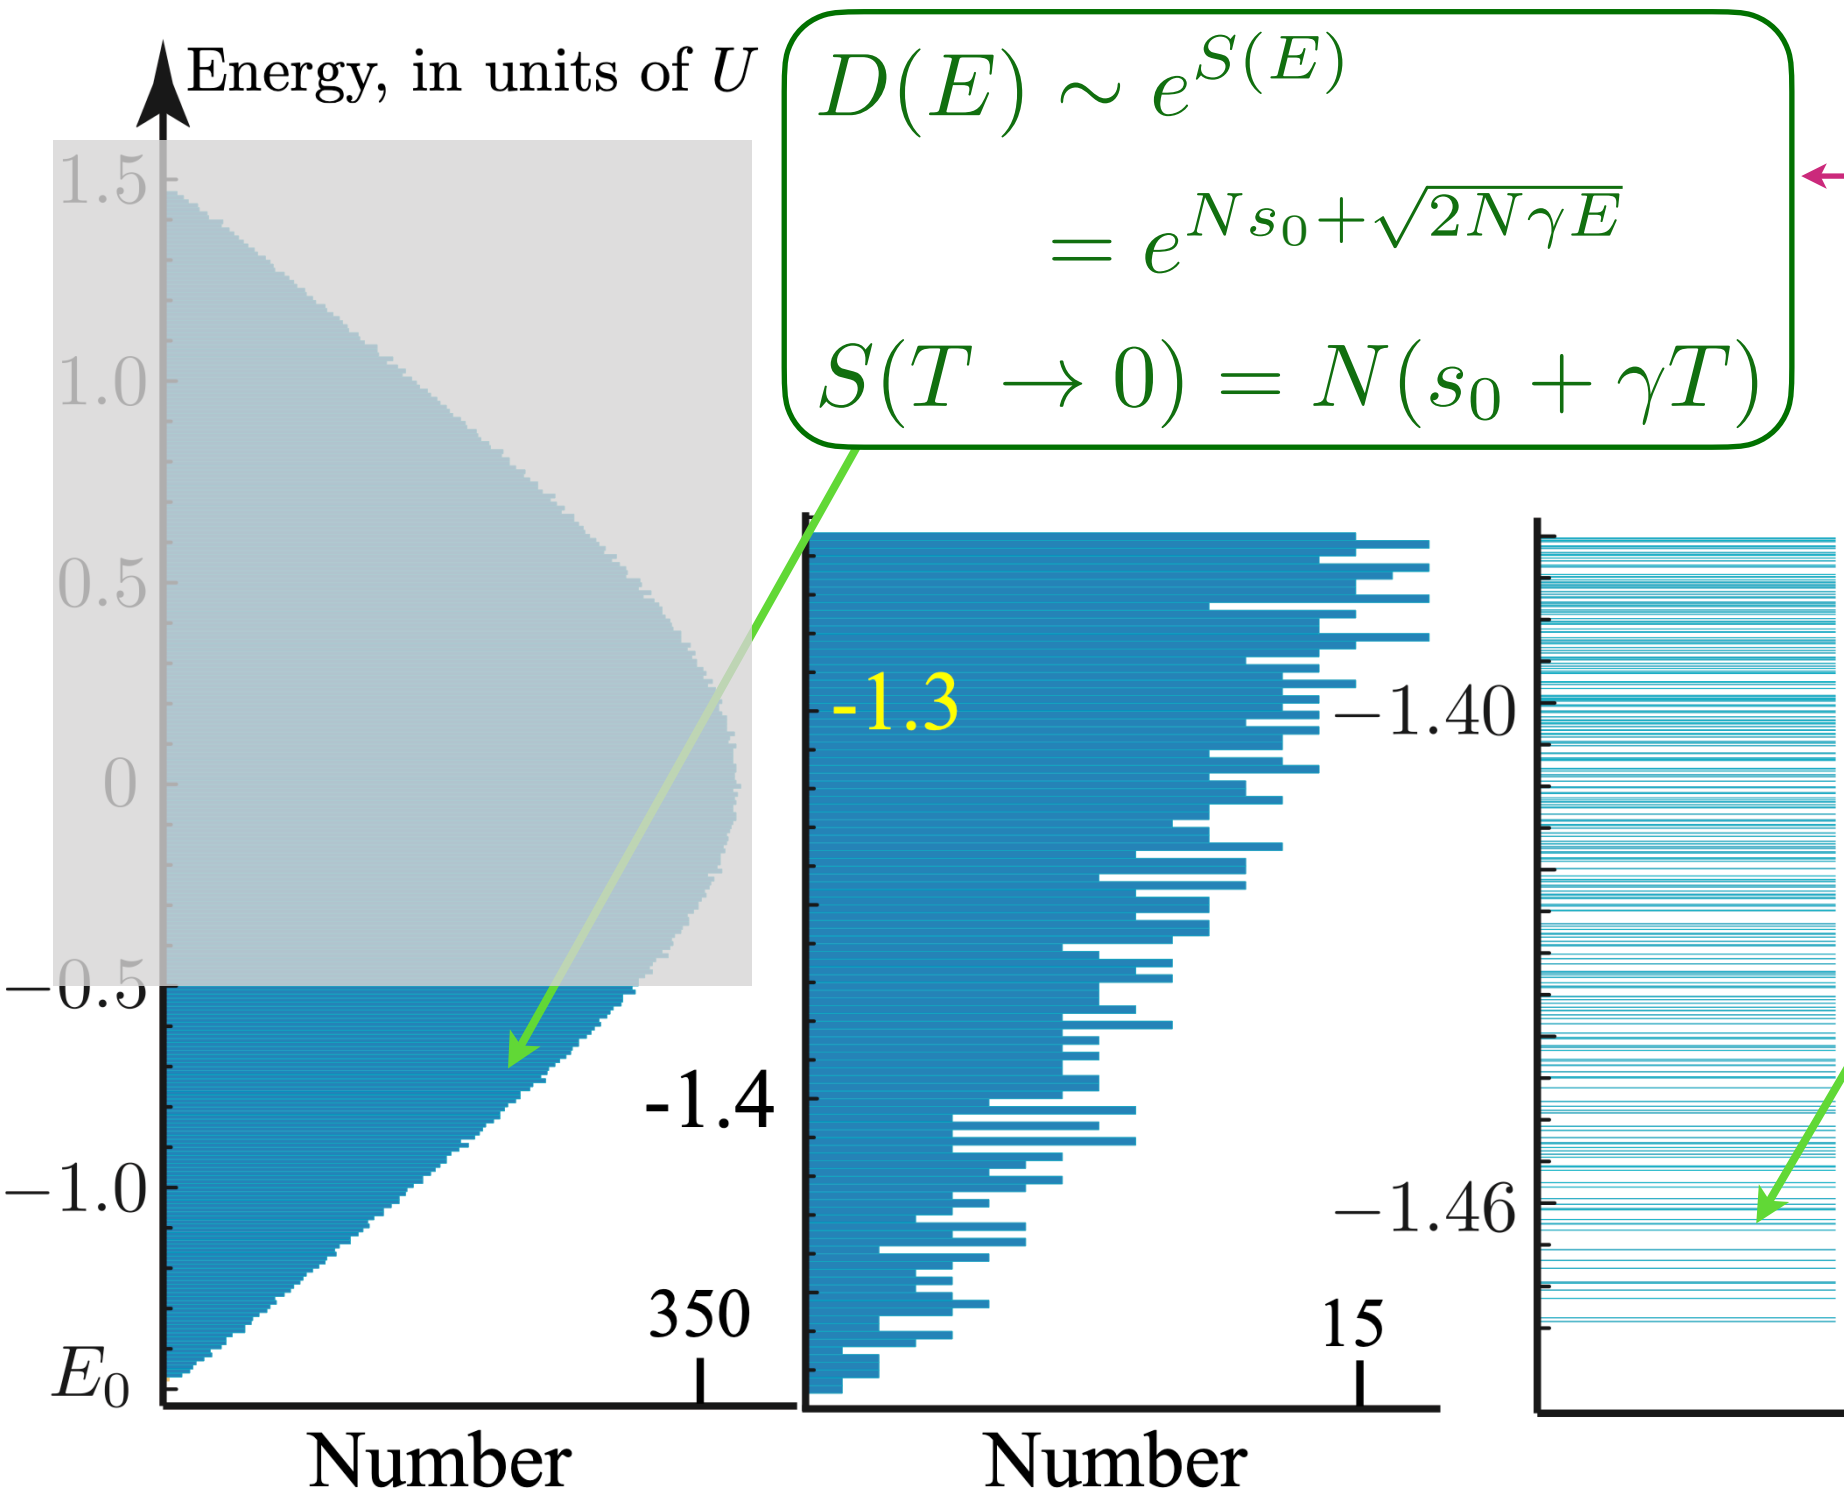 Energy, in units of U
D(E) ∼ e^{S(E)}
= e^{Ns_0+√(2NγE)}
S(T → 0) = N(s_0 + γT)
1.5
1.0
0.5
0
−0.5
−1.0
E_0
350
Number
-1.3
-1.4
15
Number
−1.40
−1.46